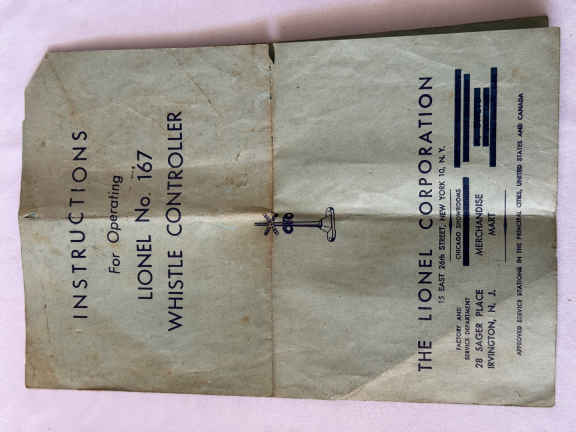 INSTRUCTIONS
For Operating
LIONEL No. 167
WHISTLE CONTROLLER
THE LIONEL CORPORATION
15 EAST 26th STREET, NEW YORK 10, N. Y.
FACTORY AND
SERVICE DEPARTMENT
28 SAGER PLACE
IRVINGTON, N. J.
CHICAGO SHOWROOMS
MERCHANDISE
MART
APPROVED SERVICE STATIONS IN THE PRINCIPAL CITIES, UNITED STATES AND CANADA